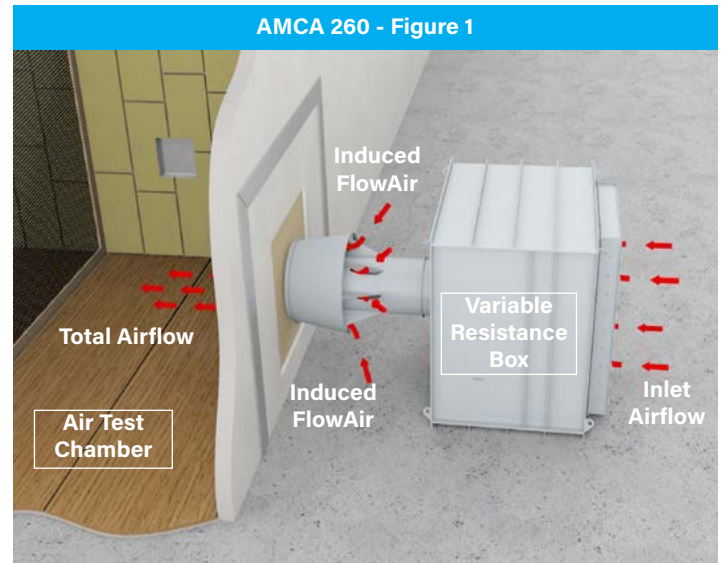 AMCA 260 - Figure 1
Induced
FlowAir
Variable
Resistance
Box
Total Airflow
Induced
FlowAir
Inlet
Airflow
Air Test
Chamber